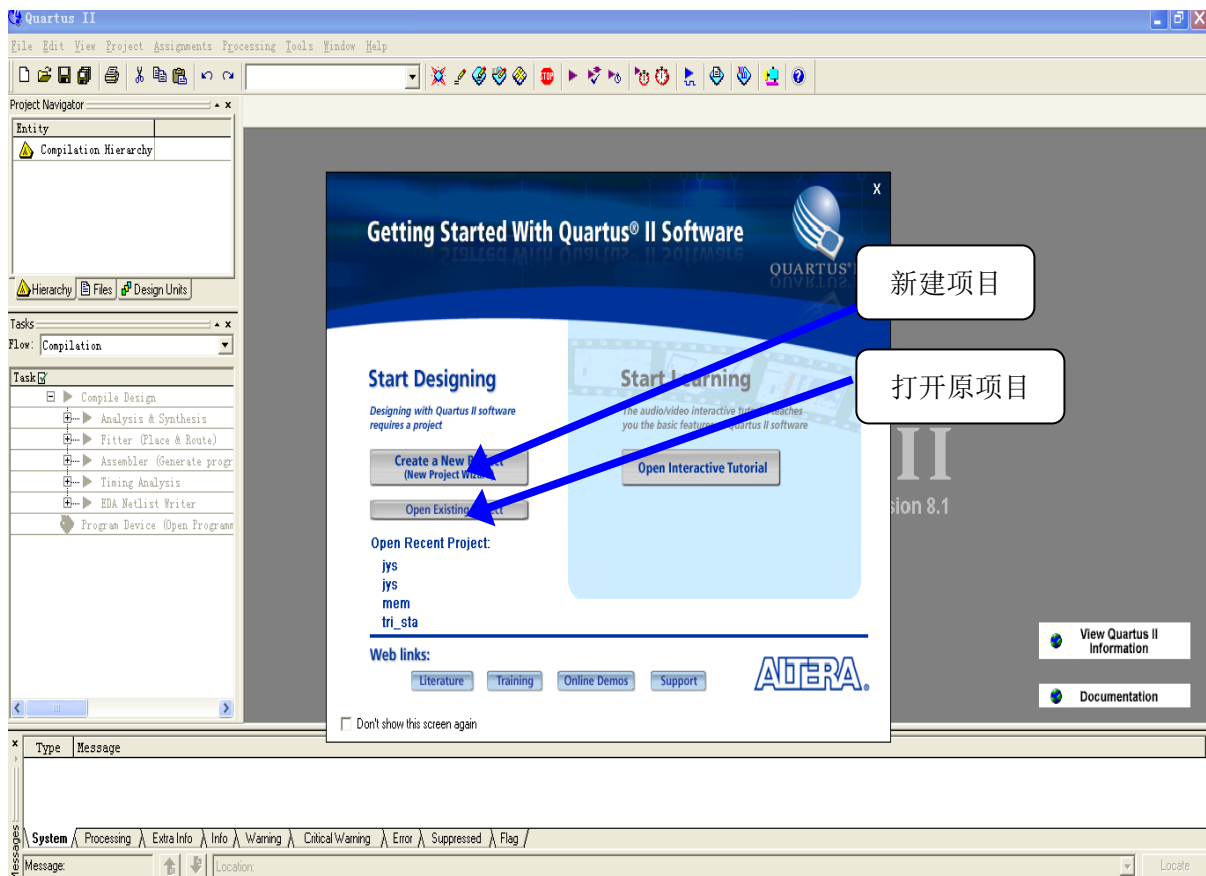 Quartus II
File Edit View Project Assignments Processing Tools Window Help
Project Navigator
Entity
Compilation Hierarchy
Hierarchy Files Design Units
Tasks
Flow: Compilation
Task
Compile Design
Analysis & Synthesis
Fitter (Place & Route)
Assembler (Generate progr
Timing Analysis
EDA Netlist Writer
Program Device (Open Programm
Getting Started With Quartus® II Software
QUARTUS®
新建项目
打开原项目
Start Designing
Designing with Quartus II software
requires a project
Create a New
(New Project
Open Existing
Open Recent Project:
jys
jys
mem
tri_sta
Start Learning
The audio/video interactive teaches
you the basic features Quartus II software
Open Interactive Tutorial
II
sion 8.1
Web links:
Literature Training Online Demos Support
ALTERA®
Don't show this screen again
View Quartus II
Information
Documentation
Type Message
System Processing Extra Info Info Warning Critical Warning Error Suppressed Flag
Messages
Message: Location: Locate